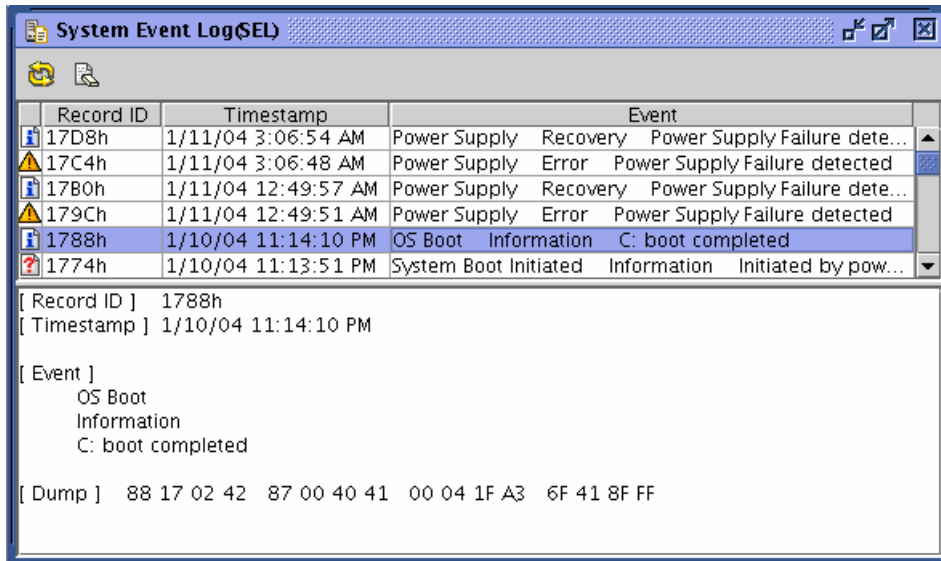 System Event Log(SEL)
Record ID Timestamp Event
17D8h 1/11/04 3:06:54 AM Power Supply Recovery Power Supply Failure dete...
17C4h 1/11/04 3:06:48 AM Power Supply Error Power Supply Failure detected
17B0h 1/11/04 12:49:57 AM Power Supply Recovery Power Supply Failure dete...
179Ch 1/11/04 12:49:51 AM Power Supply Error Power Supply Failure detected
1788h 1/10/04 11:14:10 PM OS Boot Information C: boot completed
1774h 1/10/04 11:13:51 PM System Boot Initiated Information Initiated by pow...
[ Record ID ] 1788h
[ Timestamp ] 1/10/04 11:14:10 PM
[ Event ]
OS Boot
Information
C: boot completed
[ Dump ] 88 17 02 42 87 00 40 41 00 04 1F A3 6F 41 8F FF